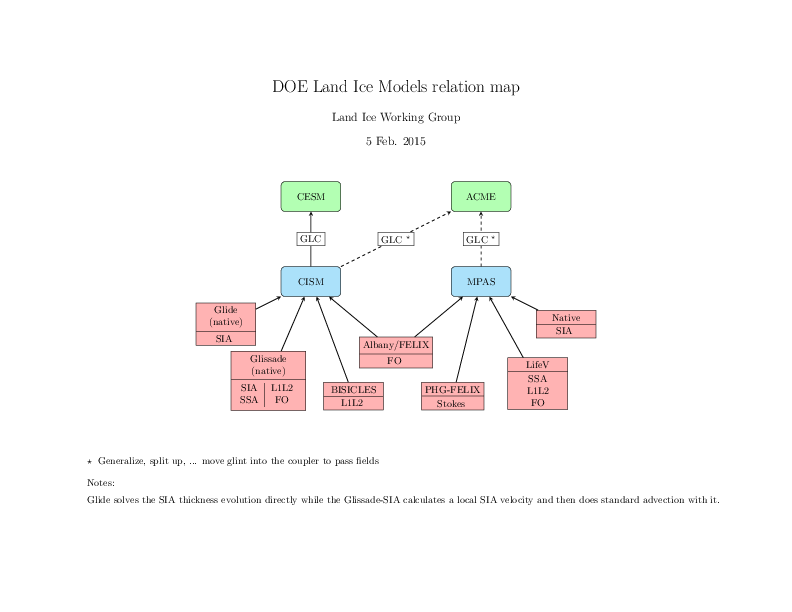 DOE Land Ice Models relation map
Land Ice Working Group
5 Feb. 2015
CESM
ACME
GLC
GLC *
GLC *
CISM
MPAS
Glide
(native)
SIA
Native
SIA
Albany/FELIX
FO
Glissade
(native)
SIA | L1L2
SSA | FO
LifeV
SSA
L1L2
FO
BISICLES
L1L2
PHG-FELIX
Stokes
⋆ Generalize, split up, ... move glint into the coupler to pass fields
Notes:
Glide solves the SIA thickness evolution directly while the Glissade-SIA calculates a local SIA velocity and then does standard advection with it.